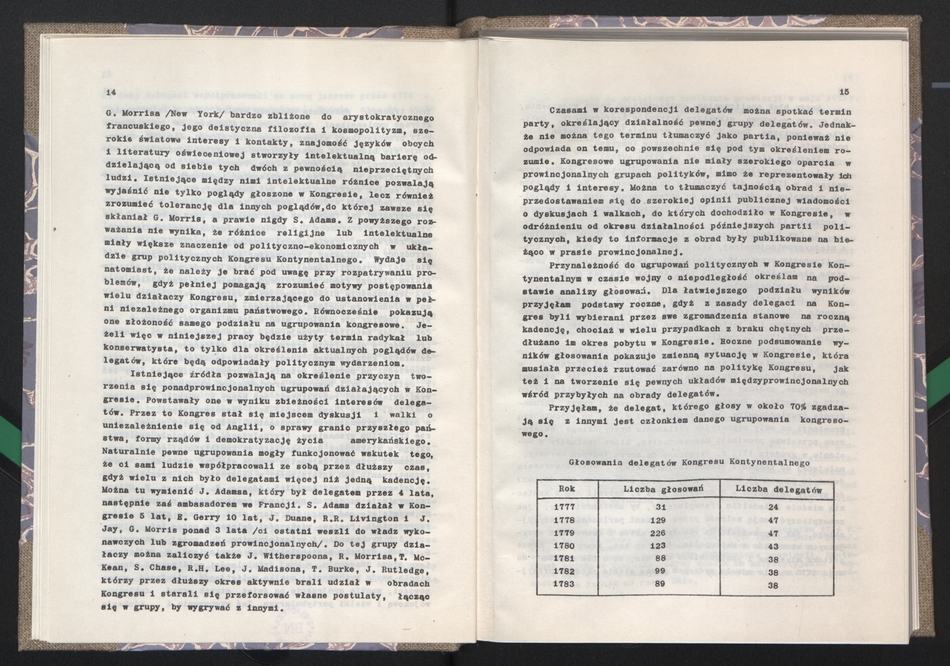 14
G. Morrisa /New York/ bardzo zbliżone do arystokratycznego
francuskiego, jego deistyczna filozofia i kosmopolityzm, sze-
rokie światowe interesy i kontakty, znajomość języków obcych
i literatury oświeceniowej stworzyły intelektualną barierę od-
dzielającą od siebie tych dwóch z pewnością nieprzeciętnych
ludzi. Istniejące między nimi intelektualne różnice pozwalają
wyjaśnić nie tylko poglądy głoszone w Kongresie, lecz również
zrozumieć tolerancję dla innych poglądów,do której zawsze się
skłaniał G. Morris, a prawie nigdy S. Adams. Z powyższego roz-
ważania nie wynika, że różnice religijne lub intelektualne
miały większe znaczenie od polityczno-ekonomicznych w ukła-
dzie grup politycznych Kongresu Kontynentalnego. Wydaje się
natomiast, że należy je brać pod uwagę przy rozpatrywaniu pro-
blemów, gdyż pełniej pomagają zrozumieć motywy postępowania
wielu działaczy Kongresu, zmierzającego do ustanowienia w peł-
ni niezależnego organizmu państwowego. Równocześnie pokazują
one złożoność samego podziału na ugrupowania kongresowe. Je-
żeli więc w niniejszej pracy będzie użyty termin radykał lub
konserwatysta, to tylko dla określenia aktualnych poglądów de-
legatów, które będą odpowiadały politycznym wydarzeniom.
Istniejące źródła pozwalają na określenie przyczyn two-
rzenia się ponadprowincjonalnych ugrupowań działających w Kon-
gresie. Powstawały one w wyniku zbieżności interesów delega-
tów. Przez to Kongres stał się miejscem dyskusji i walki o
uniezależnienie się od Anglii, o sprawy granic przyszłego pań-
stwa, formy rządów i demokratyzację życia amerykańskiego.
Naturalnie pewne ugrupowania mogły funkcjonować wskutek tego,
że ci sami ludzie współpracowali ze sobą przez dłuższy czas,
gdyż wielu z nich było delegatami więcej niż jedną kadencję.
Można tu wymienić J. Adamsa, który był delegatem przez 4 lata,
następnie zaś ambasadorem we Francji. S. Adams działał w Kon-
gresie 5 lat, E. Gerry 10 lat, J. Duane, R.R. Livington i J.
Jay, G. Morris ponad 3 lata /ci ostatni weszli do władz wyko-
nawczych lub zgromadzeń prowincjonalnych/. Do tej grupy dzia-
łaczy można zaliczyć także J. Witherspoona, R. Morrisa,T. Mc-
Kean, S. Chase, R.H. Lee, J. Madisona, T. Burke, J. Rutledge,
którzy przez dłuższy okres aktywnie brali udział w obradach
Kongresu i starali się przeforsować własne postulaty, łącząc
się w grupy, by wygrywać z innymi.
15
Czasami w korespondencji delegatów można spotkać termin
party, określający działalność pewnej grupy delegatów. Jednak-
że nie można tego terminu tłumaczyć jako partia, ponieważ nie
odpowiada on temu, co powszechnie się pod tym określeniem ro-
zumie. Kongresowe ugrupowania nie miały szerokiego oparcia w
prowincjonalnych grupach polityków, mimo że reprezentowały ich
poglądy i interesy. Można to tłumaczyć tajnością obrad i nie-
przedostawaniem się do szerokiej opinii publicznej wiadomości
o dyskusjach i walkach, do których dochodziło w Kongresie, w
odróżnieniu od okresu działalności późniejszych partii poli-
tycznych, kiedy to informacje z obrad były publikowane na bie-
żąco w prasie prowincjonalnej.
Przynależność do ugrupowań politycznych w Kongresie Kon-
tynentalnym w czasie wojny o niepodległość określam na pod-
stawie analizy głosowań. Dla łatwiejszego podziału wyników
przyjęłam podstawy roczne, gdyż z zasady delegaci na Kon-
gres byli wybierani przez swe zgromadzenia stanowe na roczną
kadencję, chociaż w wielu przypadkach z braku chętnych prze-
dłużano im okres pobytu w Kongresie. Roczne podsumowanie wy-
ników głosowania pokazuje zmienną sytuację w Kongresie, która
musiała przecież rzutować zarówno na politykę Kongresu, jak
też i na tworzenie się pewnych układów międzyprowincjonalnych
wśród przybyłych na obrady delegatów.
Przyjęłam, że delegat, którego głosy w około 70% zgadza-
ją się z innymi jest członkiem danego ugrupowania kongreso-
wego.
Głosowania delegatów Kongresu Kontynentalnego
Rok Liczba głosowań Liczba delegatów
1777 31 24
1778 129 47
1779 226 47
1780 123 43
1781 88 38
1782 99 38
1783 89 38